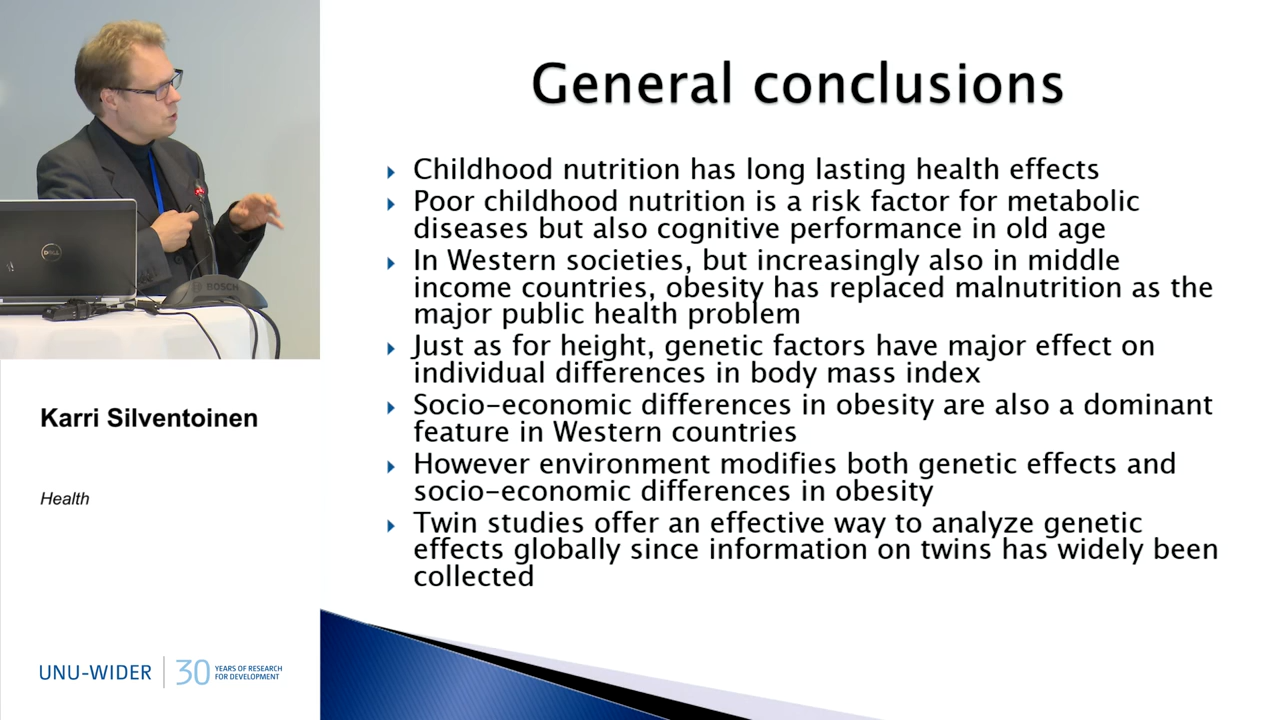 General conclusions
Childhood nutrition has long lasting health effects
Poor childhood nutrition is a risk factor for metabolic
diseases but also cognitive performance in old age
In Western societies, but increasingly also in middle
income countries, obesity has replaced malnutrition as the
major public health problem
Just as for height, genetic factors have major effect on
individual differences in body mass index
Socio-economic differences in obesity are also a dominant
feature in Western countries
However environment modifies both genetic effects and
socio-economic differences in obesity
Twin studies offer an effective way to analyze genetic
effects globally since information on twins has widely been
collected
DELL
BOSCH
Karri Silventoinen
Health
UNU-WIDER
30
YEARS OF RESEARCH
FOR DEVELOPMENT